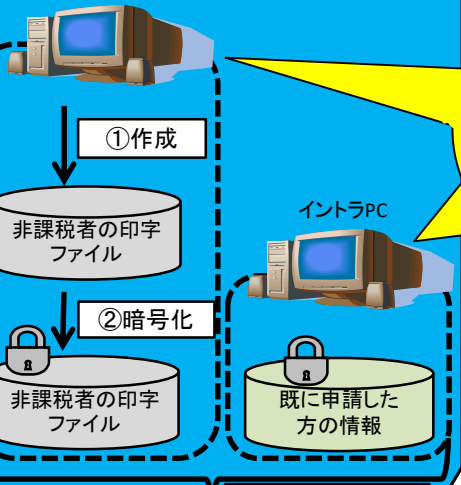 ①作成
非課税者の印字
ファイル
イントラPC
②暗号化
非課税者の印字
ファイル
既に申請した
方の情報